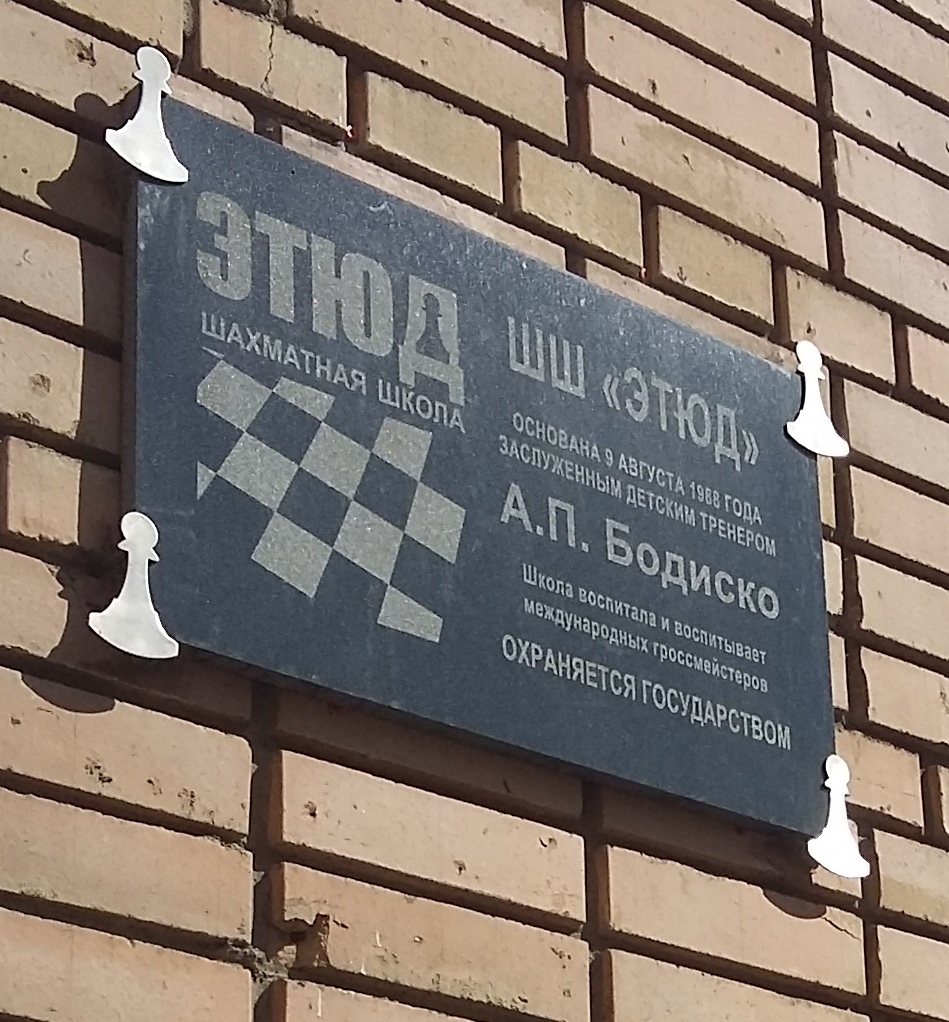 ЭТЮД
ШАХМАТНАЯ ШКОЛА
ШШ «ЭТЮД»
ОСНОВАНА 9 АВГУСТА 1988 ГОДА
ЗАСЛУЖЕННЫМ ДЕТСКИМ ТРЕНЕРОМ
А.П. Бодиско
Школа воспитала и воспитывает
международных гроссмейстеров
ОХРАНЯЕТСЯ ГОСУДАРСТВОМ